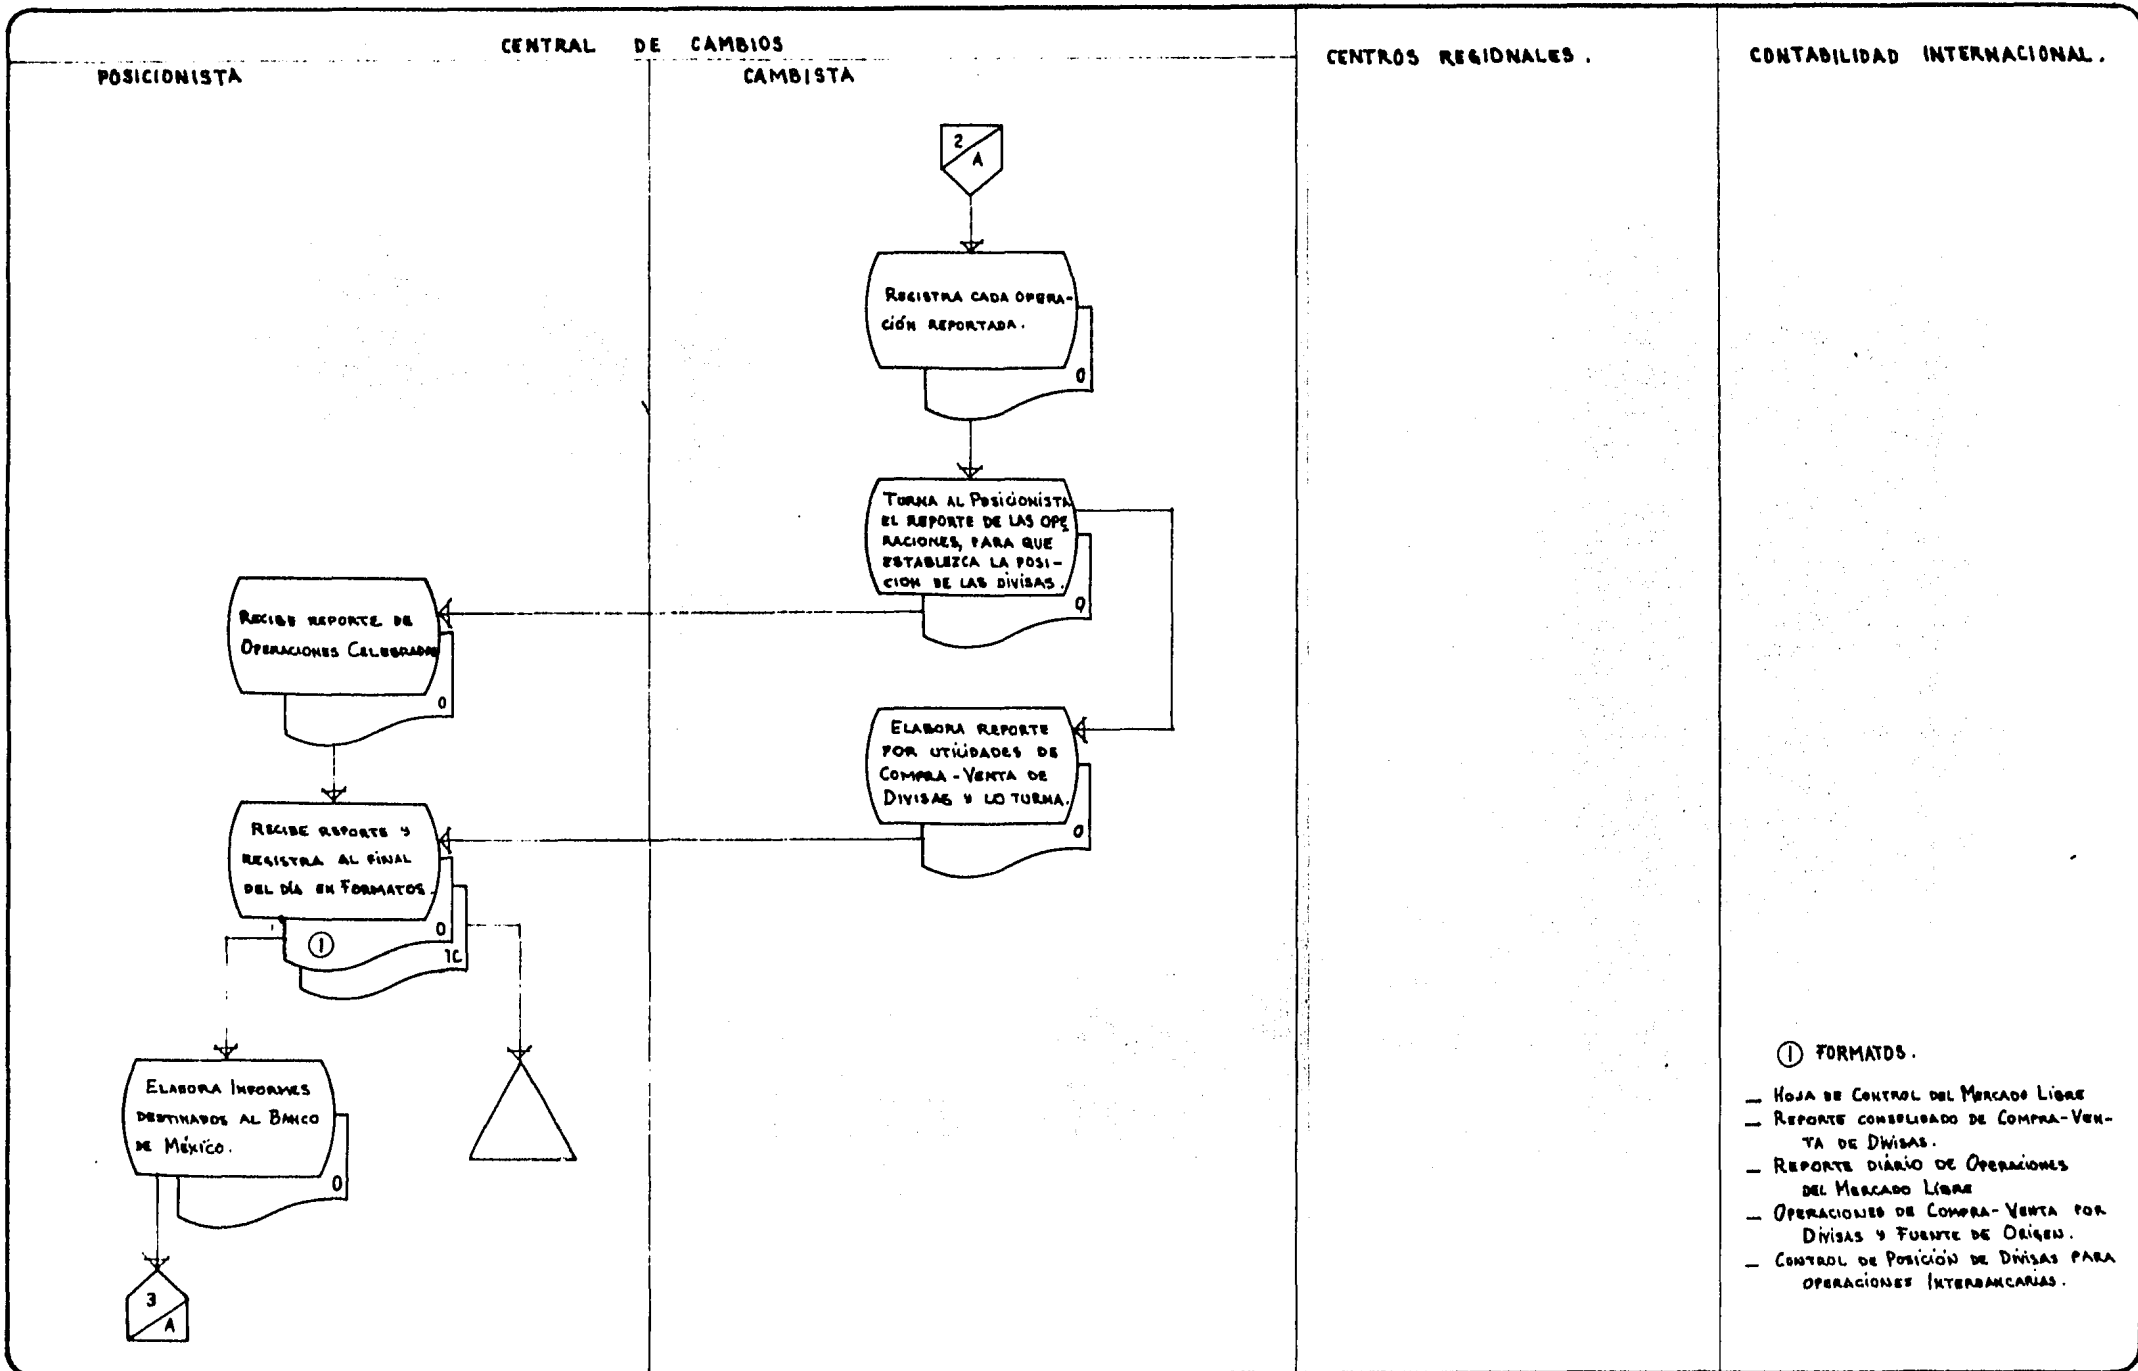 CENTRAL DE CAMBIOS
POSICIONISTA
CAMBISTA
CENTROS REGIONALES.
CONTABILIDAD INTERNACIONAL.
2
A
REGISTRA CADA OPERA-
CIÓN REPORTADA.
0
TURNA AL POSICIONISTA
EL REPORTE DE LAS OPE
RACIONES, PARA QUE
ESTABLEZCA LA POSI-
CION DE LAS DIVISAS.
0
RECIBE REPORTE DE
OPERACIONES CELEBRADAS
0
ELABORA REPORTE
POR UTILIDADES DE
COMPRA-VENTA DE
DIVISAS Y LO TURNA.
0
RECIBE REPORTE Y
REGISTRA AL FINAL
DEL DÍA EN FORMATOS.
0
1
1C
ELABORA INFORMES
DESTINADOS AL BANCO
DE MÉXICO.
0
3
A
1 FORMATOS.
— HOJA DE CONTROL DEL MERCADO LIBRE
— REPORTE CONSOLIDADO DE COMPRA-VEN-
TA DE DIVISAS.
— REPORTE DIÁRIO DE OPERACIONES
DEL MERCADO LIBRE
— OPERACIONES DE COMPRA-VENTA POR
DIVISAS Y FUENTE DE ORIGEN.
— CONTROL DE POSICIÓN DE DIVISAS PARA
OPERACIONES INTERBANCARIAS.